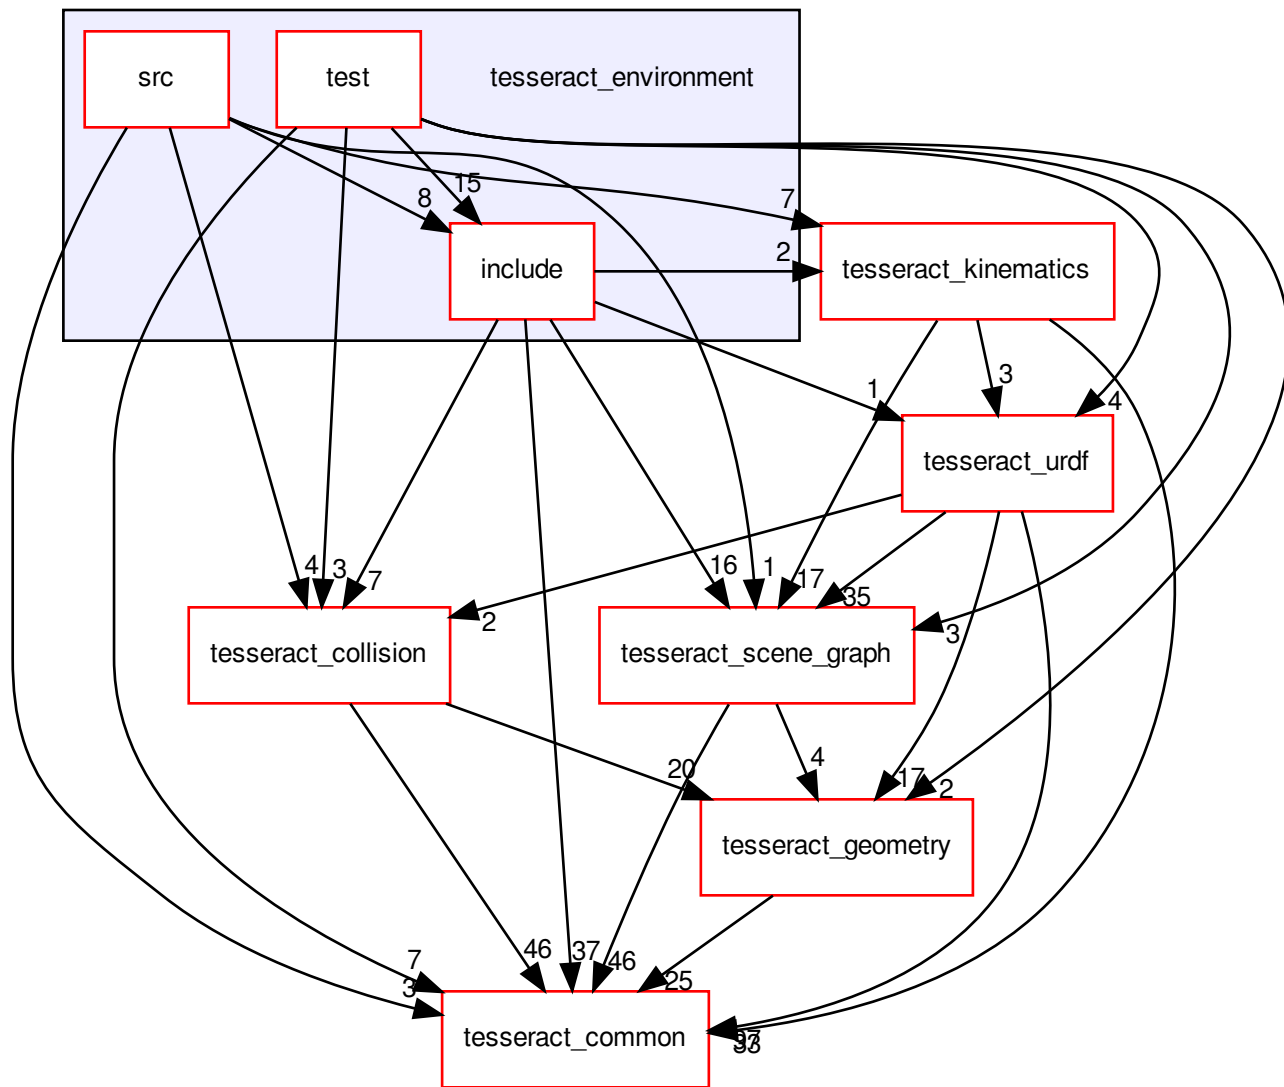 src
test
tesseract_environment
15
8
7
include
2
tesseract_kinematics
1
3
4
tesseract_urdf
4
3
7
16
1
17
35
2
3
tesseract_collision
tesseract_scene_graph
20
4
17
2
tesseract_geometry
7
3
46
37
46
25
tesseract_common